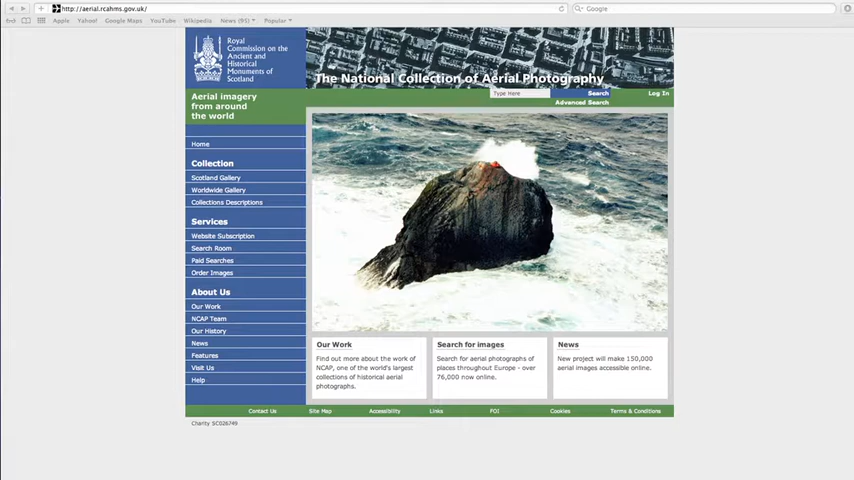 http://aerial.rcahms.gov.uk/
Google
Apple Yahoo! Google Maps YouTube Wikipedia News (95) Popular
Royal
Commission on the
Ancient and
Historical
Monuments of
Scotland
The National Collection of Aerial Photography
Aerial imagery
from around
the world
Type Here
Search
Log In
Advanced Search
Home
Collection
Scotland Gallery
Worldwide Gallery
Collections Descriptions
Services
Website Subscription
Search Room
Paid Searches
Order Images
About Us
Our Work
NCAP Team
Our History
News
Features
Visit Us
Help
Our Work
Find out more about the work of
NCAP, one of the world's largest
collections of historical aerial
photographs.
Search for images
Search for aerial photographs of
places throughout Europe - over
76,000 now online.
News
New project will make 150,000
aerial images accessible online.
Contact Us Site Map Accessibility Links FOI Cookies Terms & Conditions
Charity SC026749